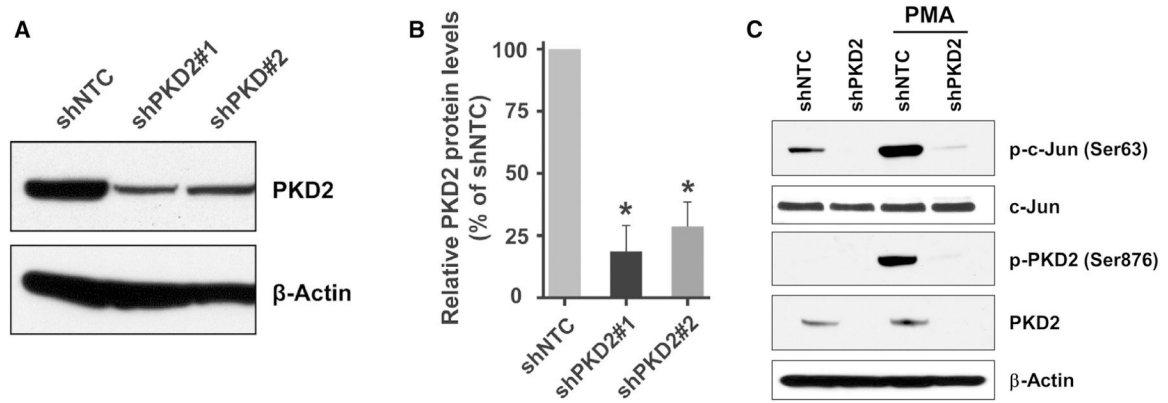 A
shNTC
shPKD2#1
shPKD#2
PKD2
β-Actin
B
Relative PKD2 protein levels
(% of shNTC)
100
75
50
25
0
*
*
shNTC
shPKD2#1
shPKD2#2
C
PMA
shNTC
shPKD2
shNTC
shPKD2
p-c-Jun (Ser63)
c-Jun
p-PKD2 (Ser876)
PKD2
β-Actin